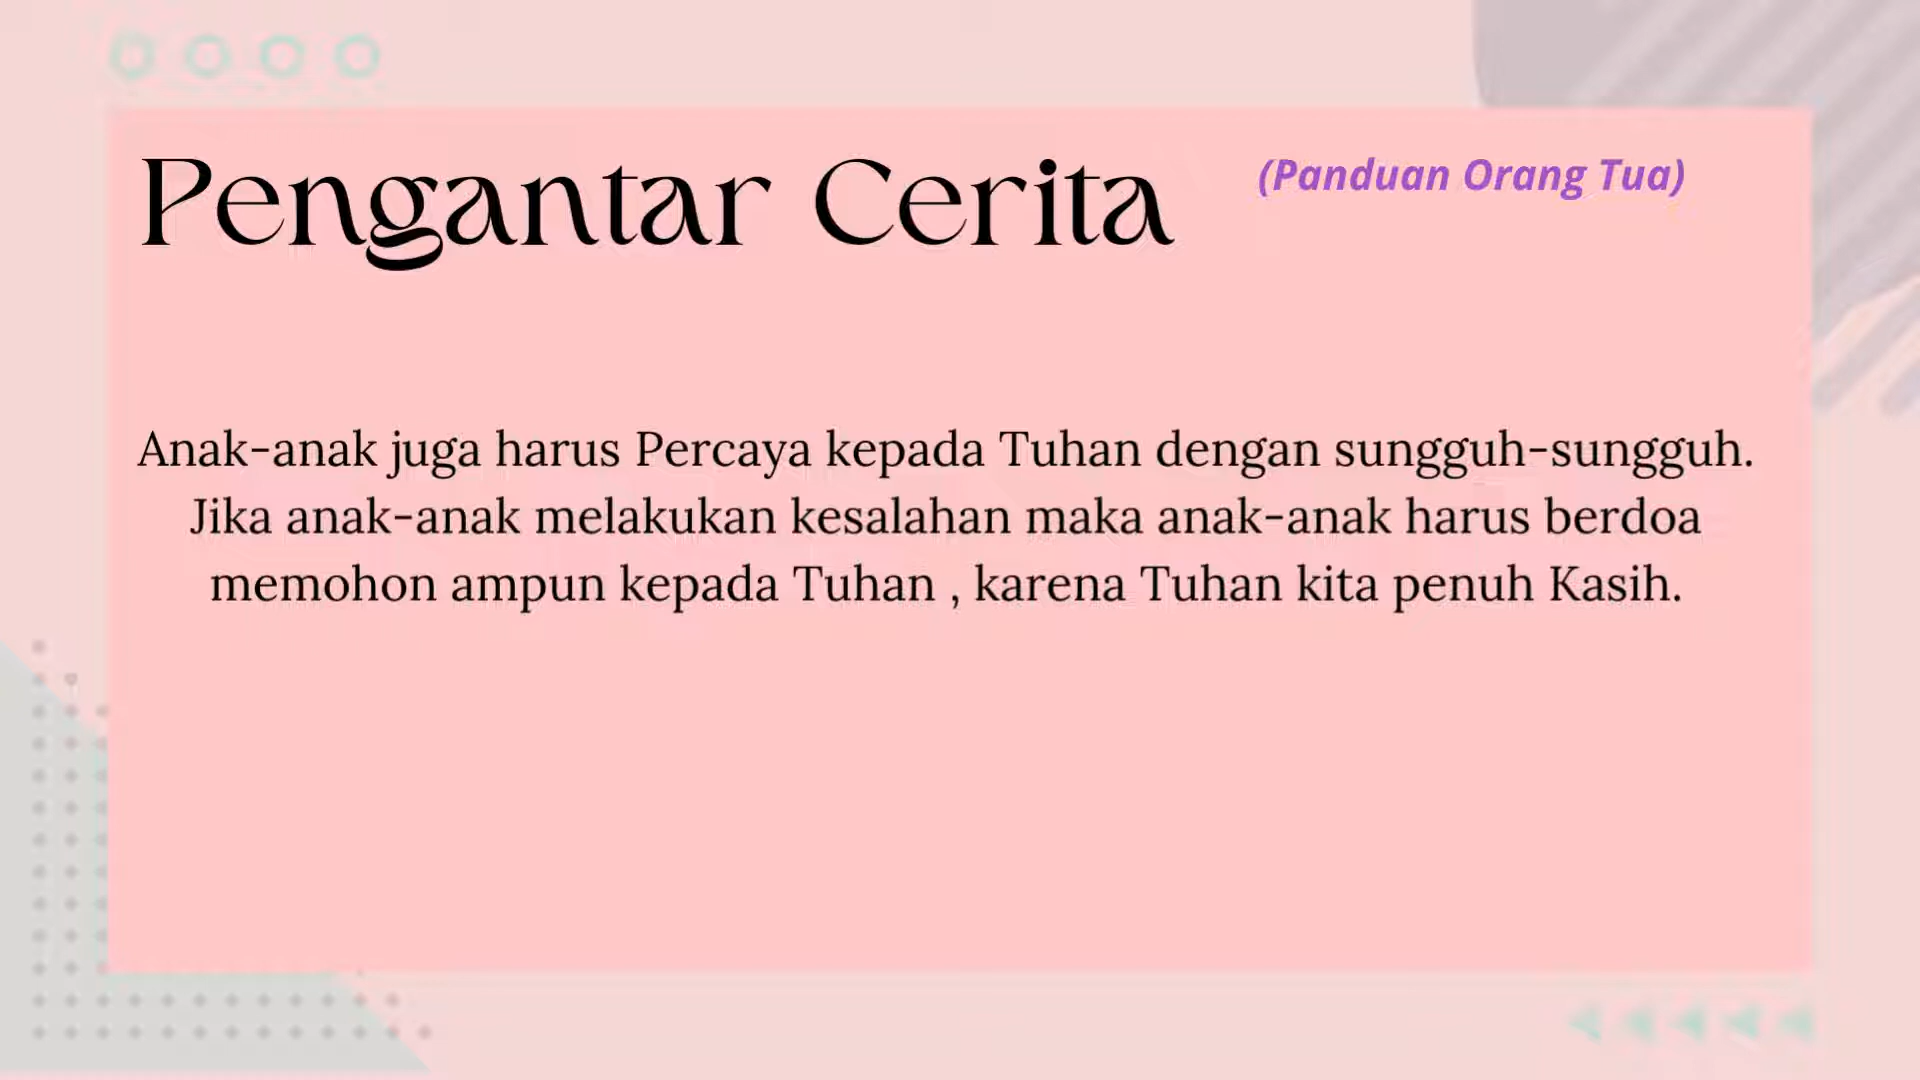 Pengantar Cerita
(Panduan Orang Tua)
Anak-anak juga harus Percaya kepada Tuhan dengan sungguh-sungguh.
Jika anak-anak melakukan kesalahan maka anak-anak harus berdoa
memohon ampun kepada Tuhan , karena Tuhan kita penuh Kasih.